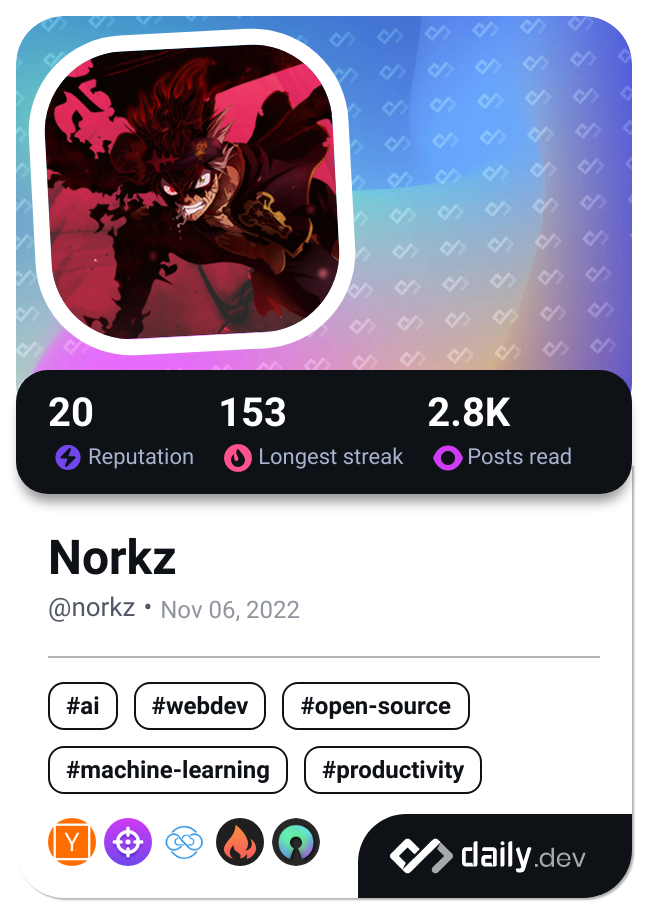 20 153 2.8K
Reputation Longest streak Posts read
Norkz
@norkz • Nov 06, 2022
#ai #webdev #open-source
#machine-learning #productivity
Y
daily.dev